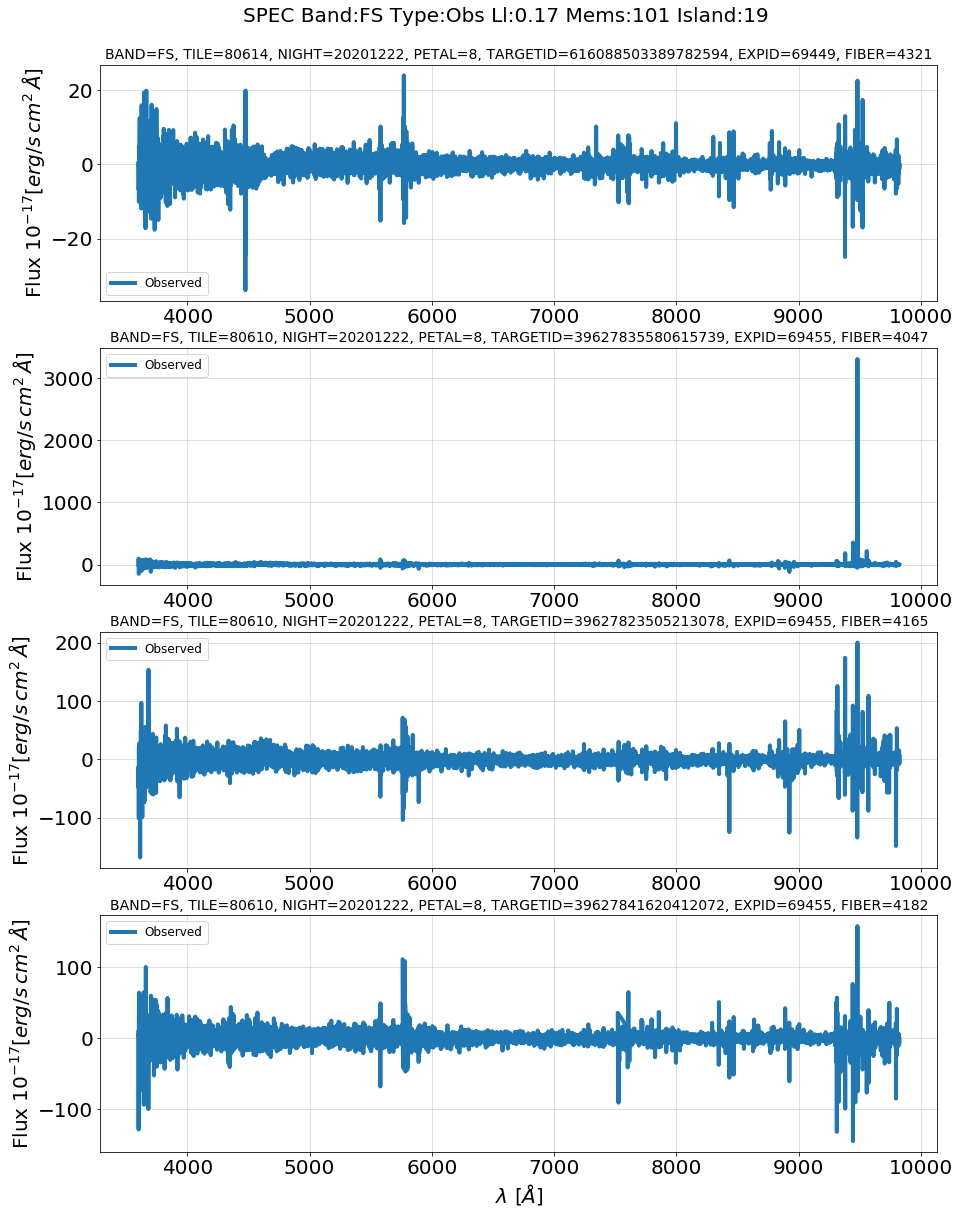 SPEC Band:FS Type:Obs Ll:0.17 Mems:101 Island:19
BAND=FS, TILE=80614, NIGHT=20201222, PETAL=8, TARGETID=616088503389782594, EXPID=69449, FIBER=4321
Flux 10^{-17}[erg/s cm^2 Å]
20
0
−20
Observed
4000 5000 6000 7000 8000 9000 10000
BAND=FS, TILE=80610, NIGHT=20201222, PETAL=8, TARGETID=39627835580615739, EXPID=69455, FIBER=4047
Flux 10^{-17}[erg/s cm^2 Å]
Observed
3000
2000
1000
0
4000 5000 6000 7000 8000 9000 10000
BAND=FS, TILE=80610, NIGHT=20201222, PETAL=8, TARGETID=39627823505213078, EXPID=69455, FIBER=4165
Flux 10^{-17}[erg/s cm^2 Å]
Observed
200
100
0
−100
4000 5000 6000 7000 8000 9000 10000
BAND=FS, TILE=80610, NIGHT=20201222, PETAL=8, TARGETID=39627841620412072, EXPID=69455, FIBER=4182
Flux 10^{-17}[erg/s cm^2 Å]
Observed
100
0
−100
4000 5000 6000 7000 8000 9000 10000
λ [Å]